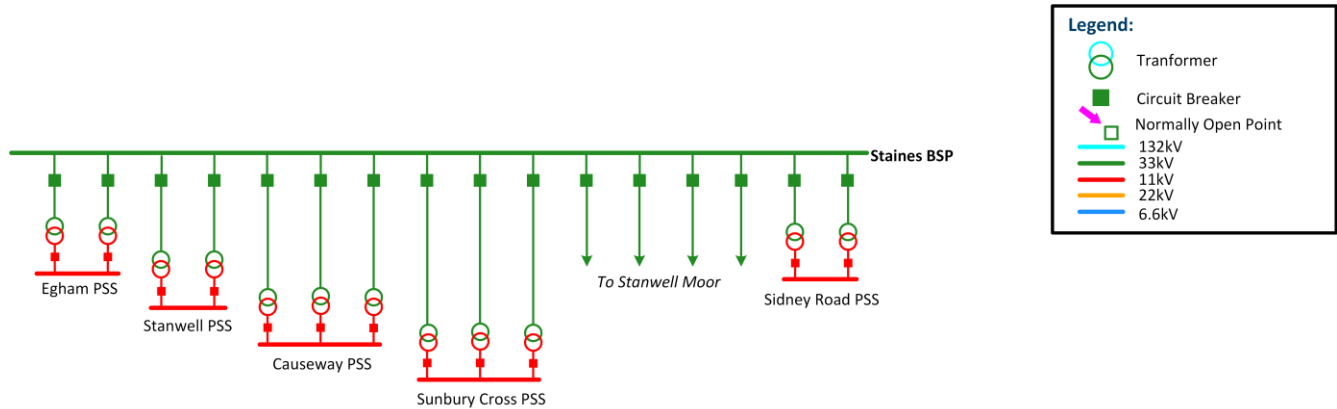 Legend:
Tranformer
Circuit Breaker
Normally Open Point
132kV
33kV
11kV
22kV
6.6kV
Staines BSP
Egham PSS
Stanwell PSS
Causeway PSS
Sunbury Cross PSS
To Stanwell Moor
Sidney Road PSS